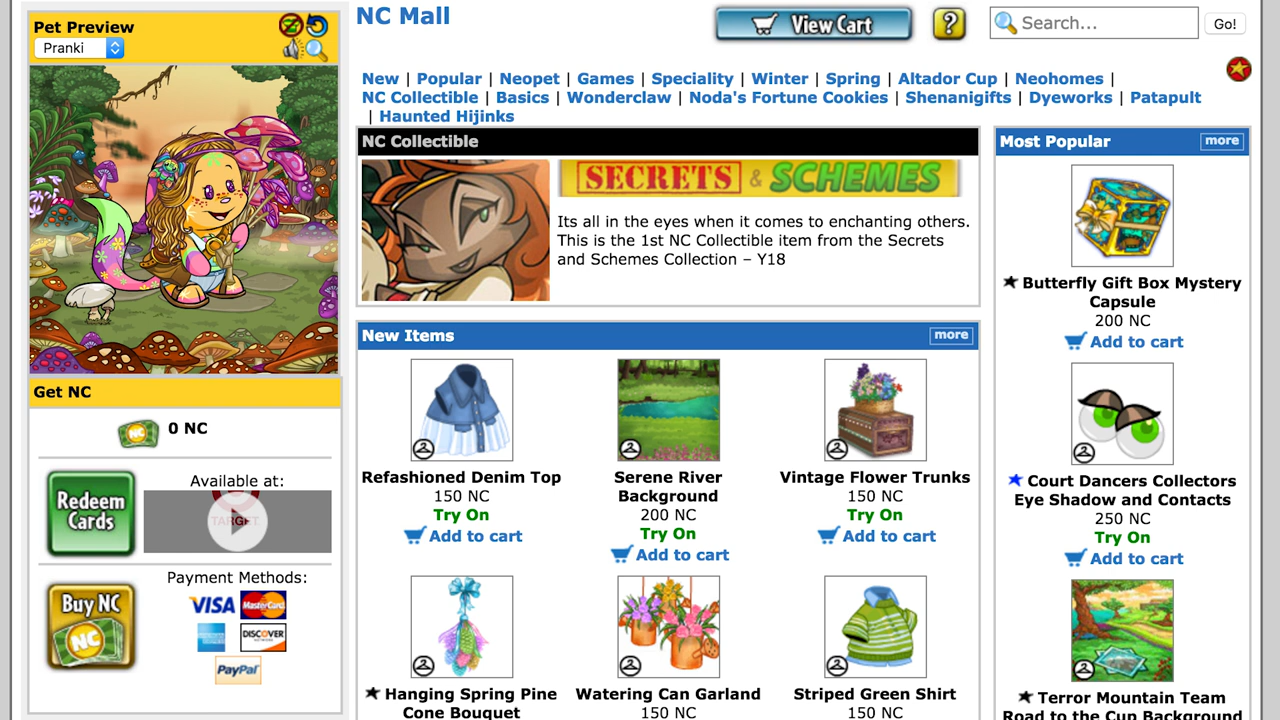 Pet Preview
Pranki
Get NC
0 NC
Redeem
Cards
Available at:
TARGET
Buy NC
NC
Payment Methods:
VISA
MasterCard
DISCOVER
PayPal
NC Mall
View Cart
?
Search...
Go!
New | Popular | Neopet | Games | Speciality | Winter | Spring | Altador Cup | Neohomes |
NC Collectible | Basics | Wonderclaw | Noda's Fortune Cookies | Shenanigifts | Dyeworks | Patapult
| Haunted Hijinks
NC Collectible
SECRETS & SCHEMES
Its all in the eyes when it comes to enchanting others.
This is the 1st NC Collectible item from the Secrets
and Schemes Collection – Y18
New Items
more
Refashioned Denim Top
150 NC
Try On
Add to cart
Serene River
Background
200 NC
Try On
Add to cart
Vintage Flower Trunks
150 NC
Try On
Add to cart
Hanging Spring Pine
Cone Bouquet
Watering Can Garland
150 NC
Striped Green Shirt
150 NC
Most Popular
more
Butterfly Gift Box Mystery
Capsule
200 NC
Add to cart
Court Dancers Collectors
Eye Shadow and Contacts
250 NC
Try On
Add to cart
Terror Mountain Team
Road to the Cup Background